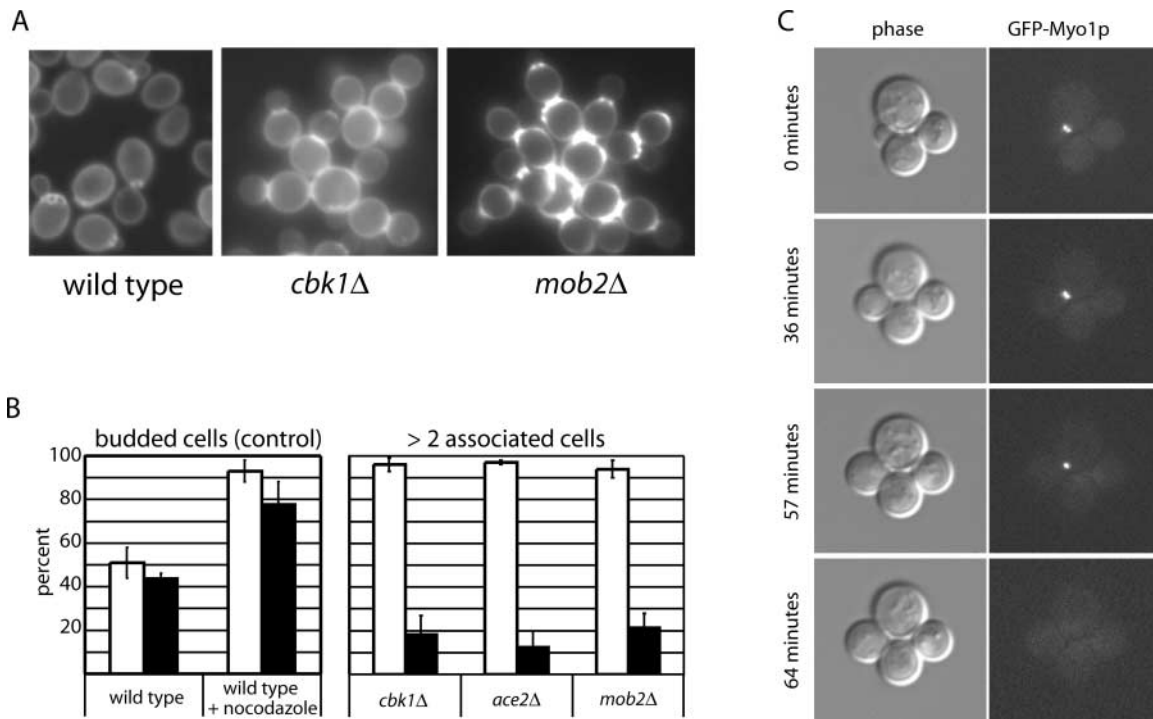 A
wild type
cbk1Δ
mob2Δ
B
budded cells (control)
> 2 associated cells
percent
100
80
60
40
20
wild type
wild type
+ nocodazole
cbk1Δ
ace2Δ
mob2Δ
C
phase
GFP-Myo1p
0 minutes
36 minutes
57 minutes
64 minutes